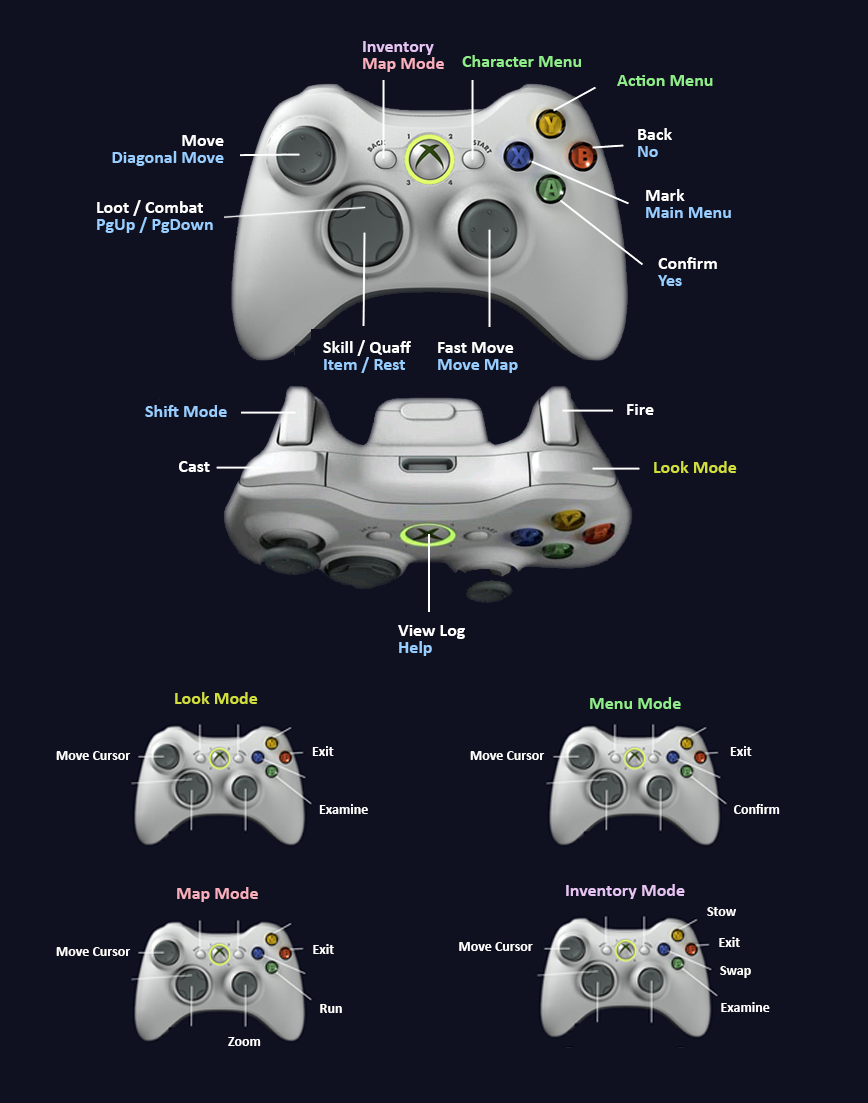 Inventory
Map Mode
Character Menu
Action Menu
Move
Diagonal Move
Back
No
Loot / Combat
PgUp / PgDown
Mark
Main Menu
Confirm
Yes
BACK
START
1
2
3
4
Y
X
B
A
Skill / Quaff
Item / Rest
Fast Move
Move Map
Shift Mode
Fire
Cast
Look Mode
View Log
Help
Look Mode
Move Cursor
Exit
Examine
Menu Mode
Move Cursor
Exit
Confirm
Map Mode
Move Cursor
Exit
Run
Zoom
Inventory Mode
Move Cursor
Stow
Exit
Swap
Examine